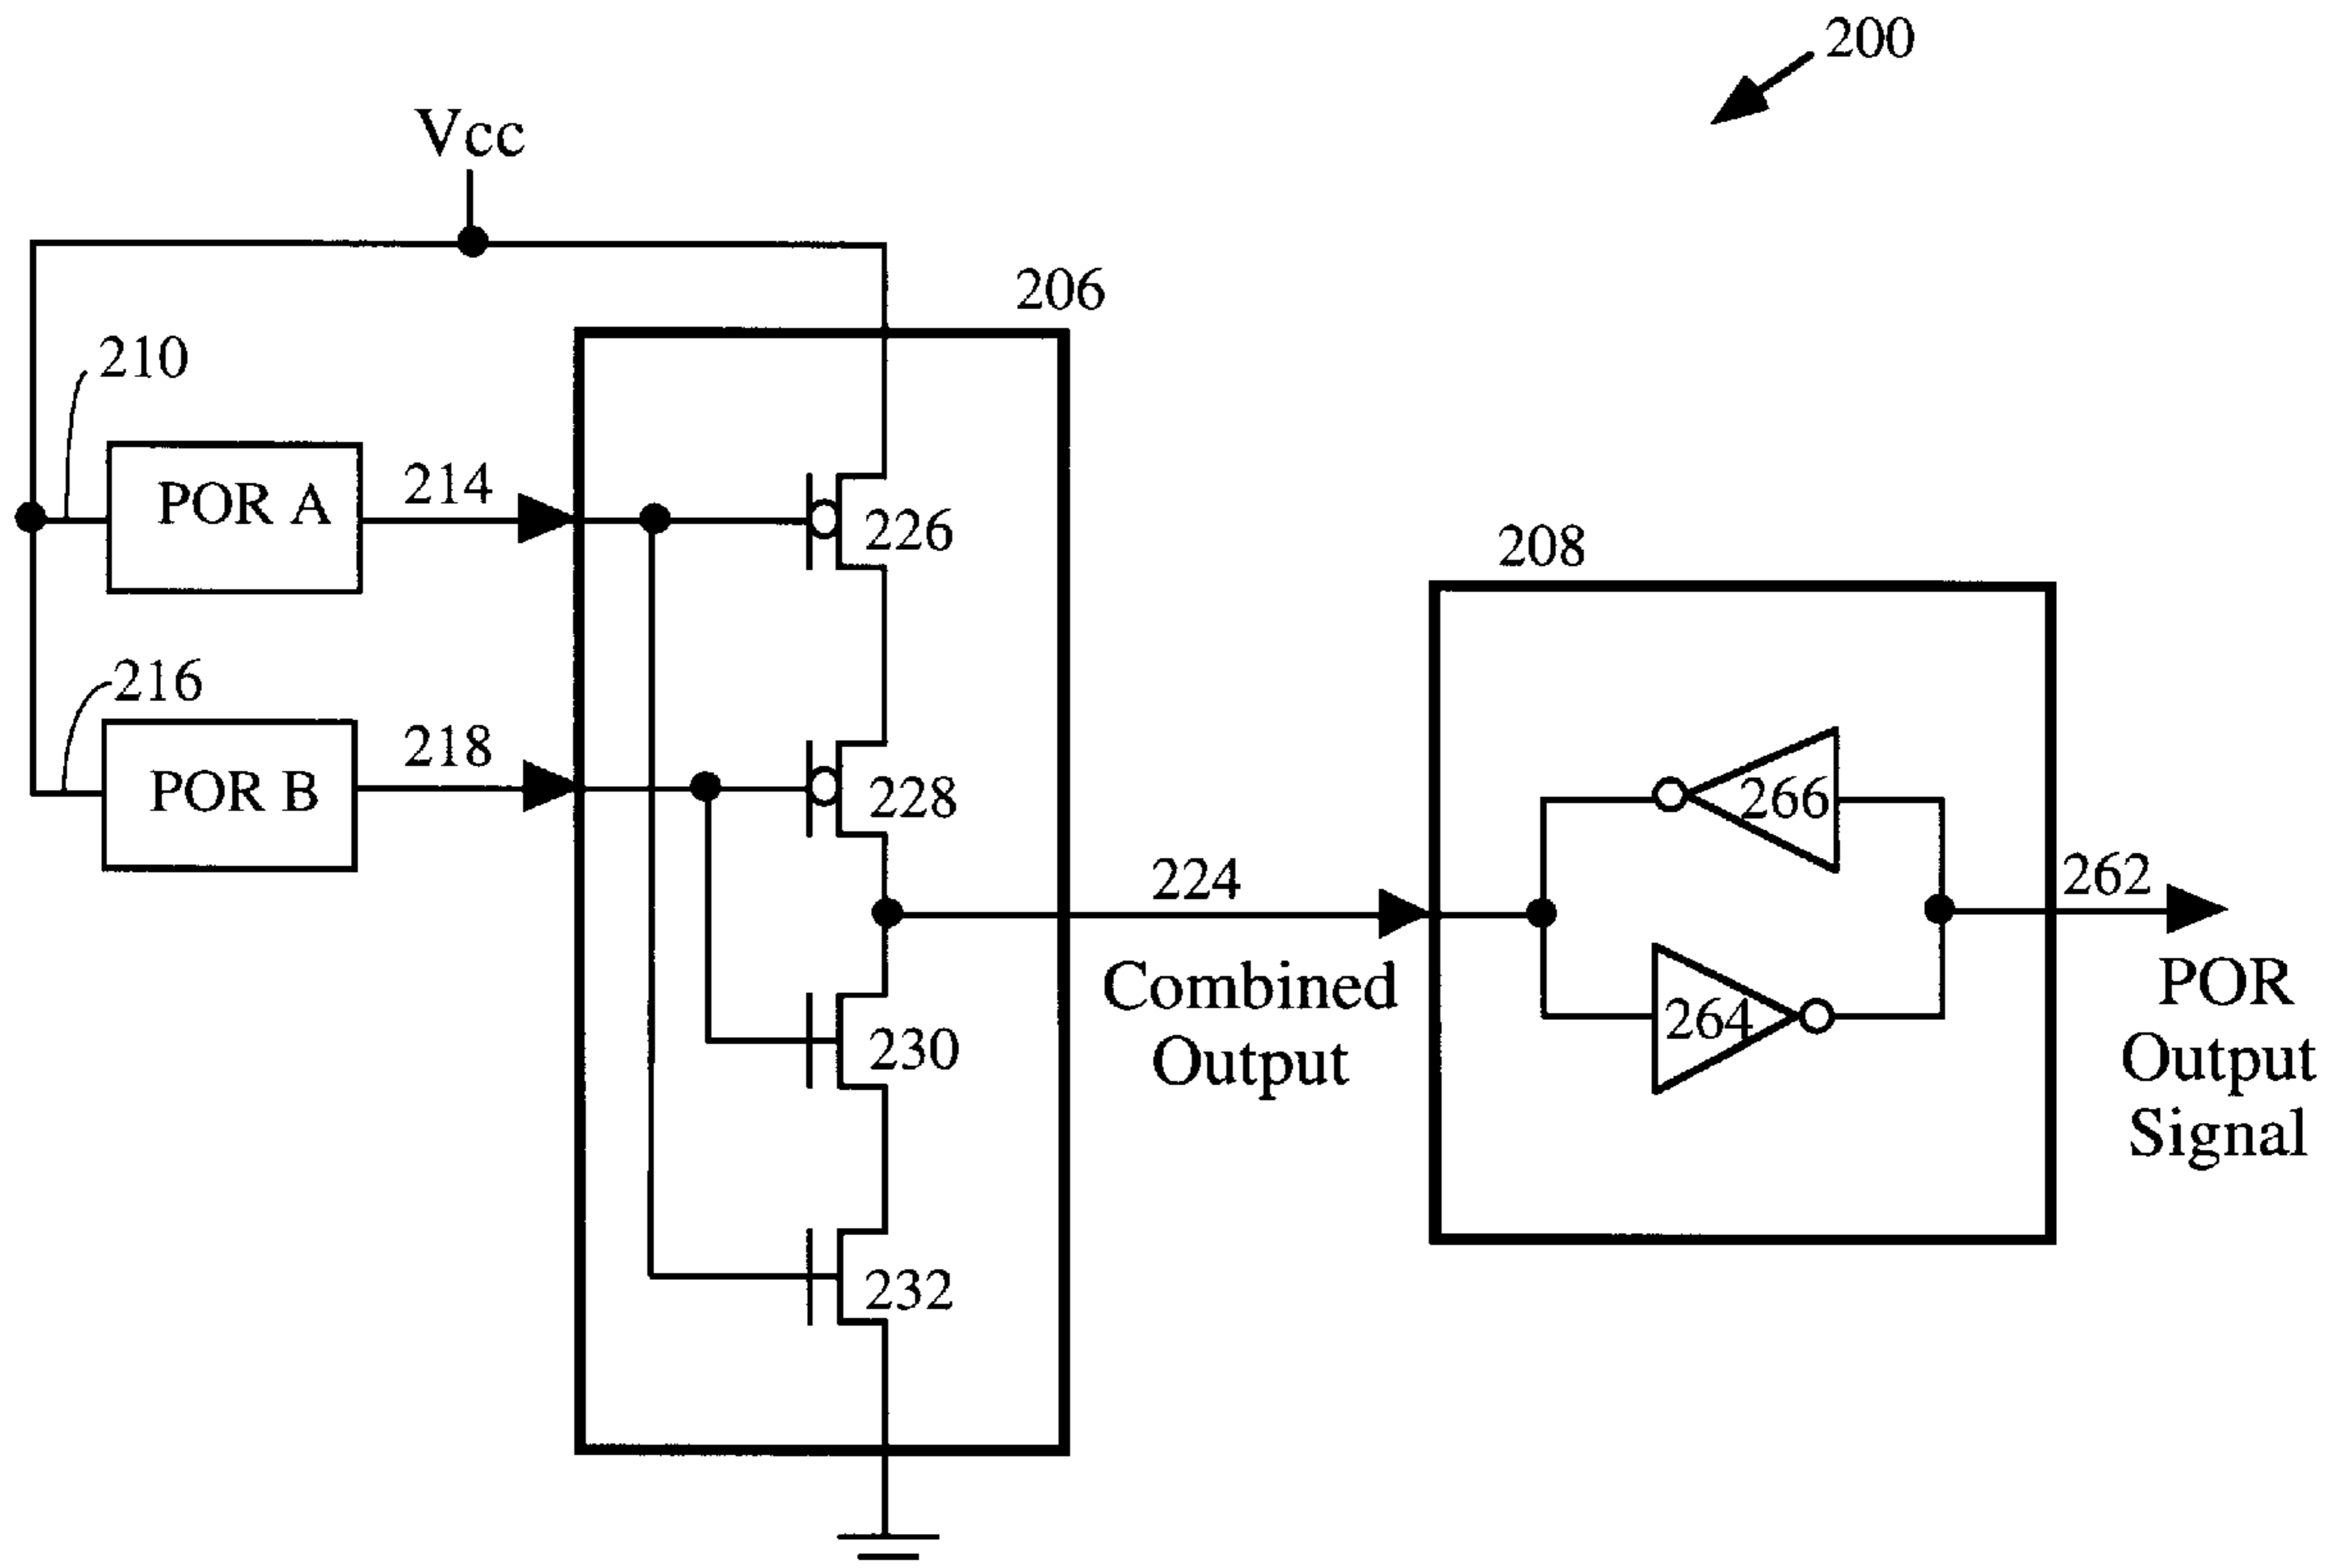 200
Vcc
206
210
POR A
214
226
208
216
POR B
218
228
266
224
262
Combined
Output
230
264
POR
Output
Signal
232